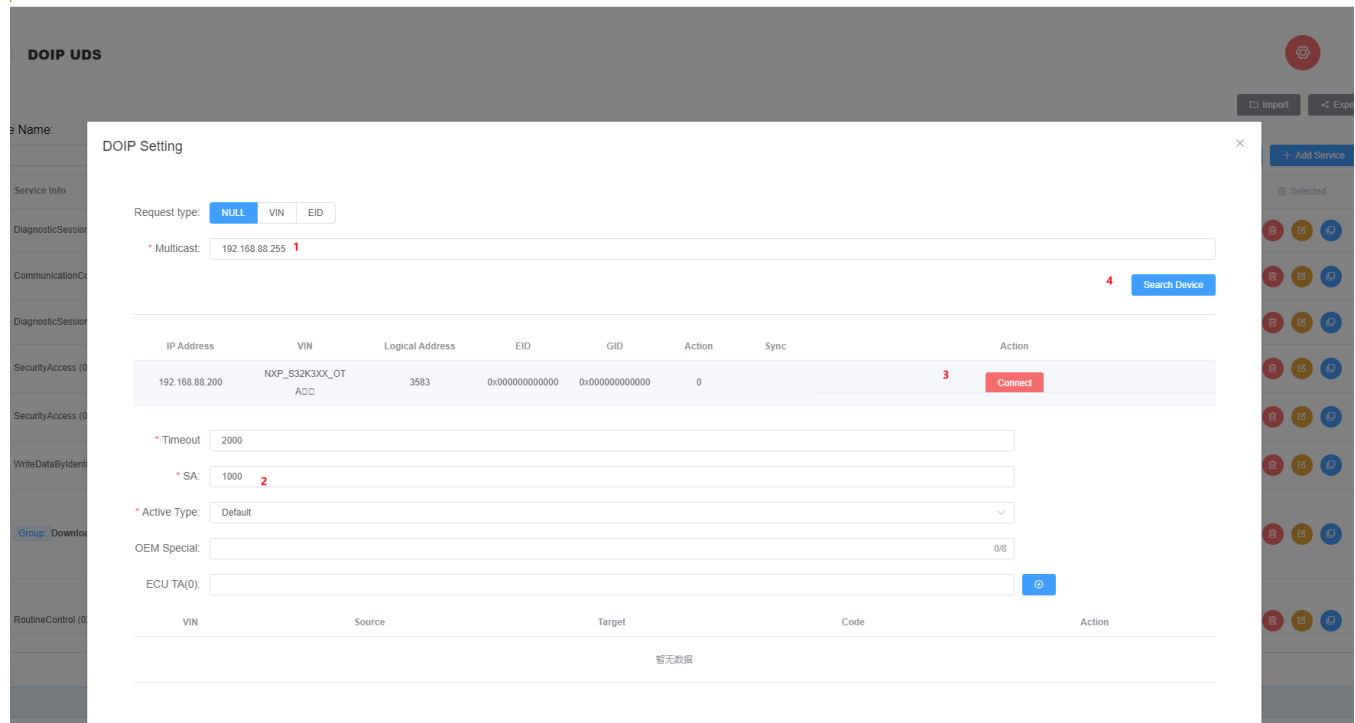 DOIP UDS
Import
Expo
e Name:
DOIP Setting
Add Service
Service Info
Selected
Request type: NULL VIN EID
DiagnosticSession
* Multicast: 192.168.88.255 1
CommunicationCo
4 Search Device
DiagnosticSession
IP Address VIN Logical Address EID GID Action Sync Action
SecurityAccess (0
192.168.88.200 NXP_S32K3XX_OT 3583 0x000000000000 0x000000000000 0 3 Connect
A□□
SecurityAccess (0
* Timeout 2000
WriteDataByIdenti
* SA: 1000 2
* Active Type: Default
Group: Downloa
OEM Special: 0/8
ECU TA(0):
RoutineControl (0
VIN Source Target Code Action
暂无数据